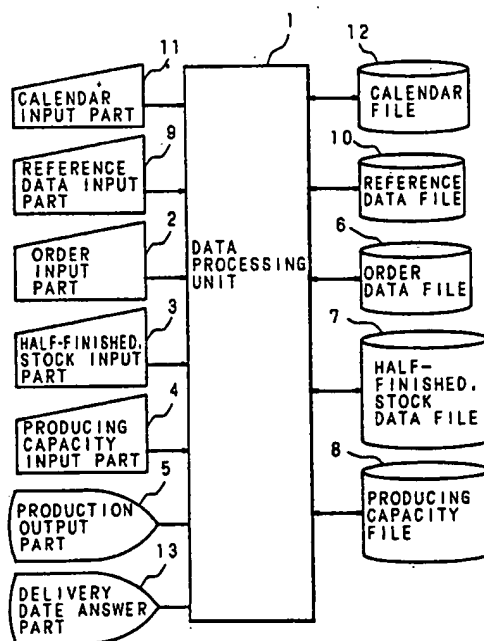 1
11
CALENDAR
INPUT PART
9
REFERENCE
DATA INPUT
PART
2
ORDER
INPUT
PART
3
HALF-FINISHED.
STOCK INPUT
PART
4
PRODUCING
CAPACITY
INPUT PART
5
PRODUCTION
OUTPUT
PART
13
DELIVERY
DATE ANSWER
PART
DATA
PROCESSING
UNIT
12
CALENDAR
FILE
10
REFERENCE
DATA FILE
6
ORDER
DATA FILE
7
HALF-
FINISHED.
STOCK
DATA FILE
8
PRODUCING
CAPACITY
FILE